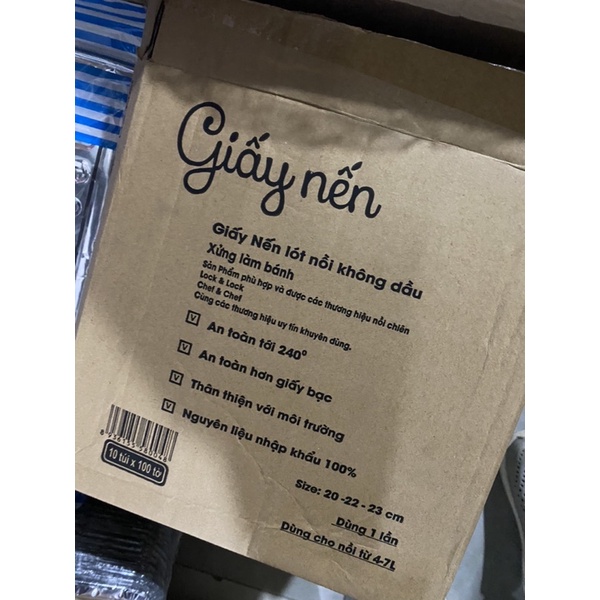 Giấy nến
Giấy Nến lót nồi không dầu
Xửng làm bánh
Sản Phẩm phù hợp và được các thương hiệu nồi chiên
Lock & Lock
Chef & Chef
Cùng các thương hiệu uy tín khuyên dùng.
V An toàn tới 240°
V An toàn hơn giấy bạc
V Thân thiện với môi trường
V Nguyên liệu nhập khẩu 100%
10 túi x 100 tờ
Size: 20 -22 - 23 cm
Dùng 1 lần
Dùng cho nồi từ 4-7L